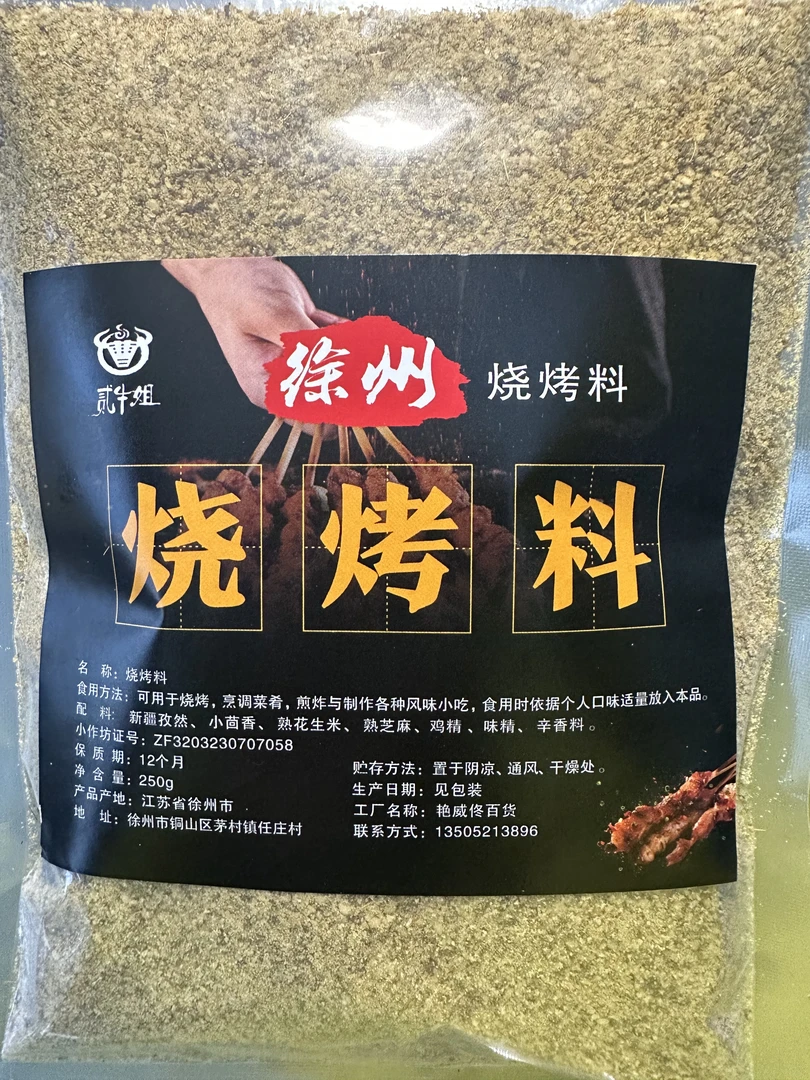 贰牛姐
徐州 烧烤料
烧烤料
名 称：烧烤料
食用方法：可用于烧烤，烹调菜肴，煎炸与制作各种风味小吃，食用时依据个人口味适量放入本品。
配 料：新疆孜然、小茴香、熟花生米、熟芝麻、鸡精、味精、辛香料。
小作坊证号：ZF3203230707058
保 质 期：12个月
净 含 量：250g
产品产地：江苏省徐州市
地 址：徐州市铜山区茅村镇任庄村
贮存方法：置于阴凉、通风、干燥处。
生产日期：见包装
工厂名称：艳威佟百货
联系方式：13505213896